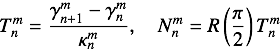 T_n^m = \frac{\gamma_{n+1}^m - \gamma_n^m}{\kappa_n^m}, \quad N_n^m = R\left(\frac{\pi}{2}\right) T_n^m